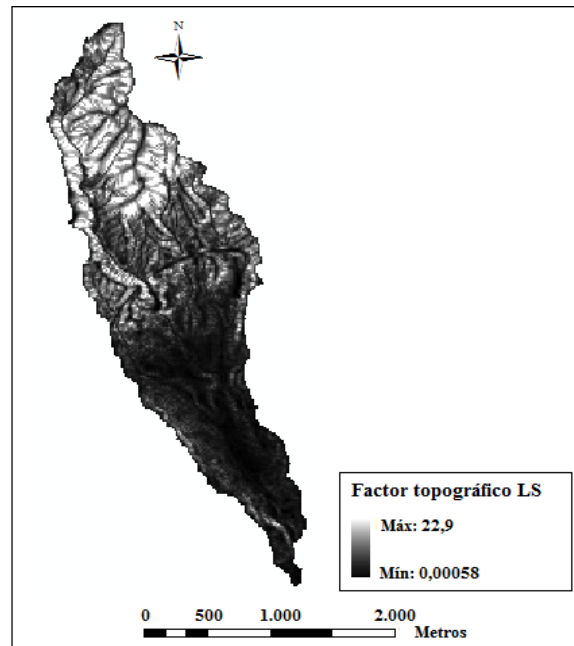 N
Factor topográfico LS
Máx: 22,9
Mín: 0,00058
0 500 1.000 2.000
Metros